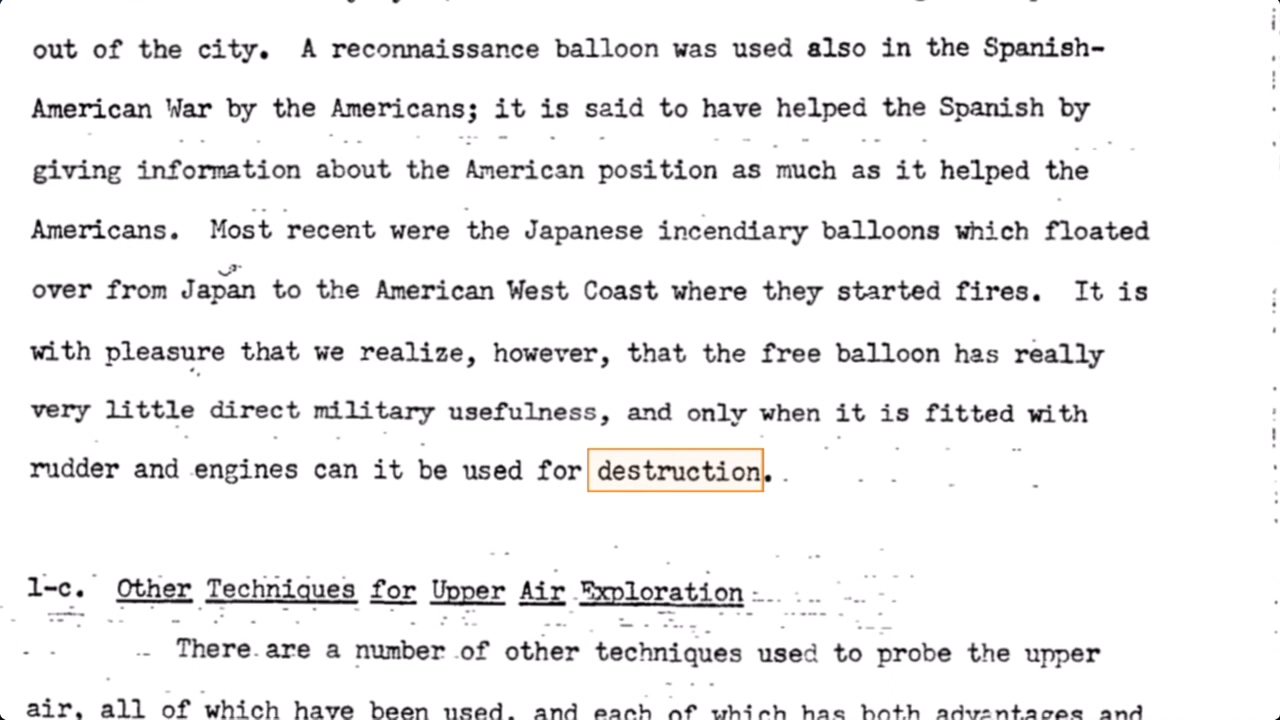 out of the city. A reconnaissance balloon was used also in the Spanish-
American War by the Americans; it is said to have helped the Spanish by
giving information about the American position as much as it helped the
Americans. Most recent were the Japanese incendiary balloons which floated
over from Japan to the American West Coast where they started fires. It is
with pleasure that we realize, however, that the free balloon has really
very little direct military usefulness, and only when it is fitted with
rudder and engines can it be used for destruction.
1-c. Other Techniques for Upper Air Exploration
There are a number of other techniques used to probe the upper
air, all of which have been used, and each of which has both advantages and